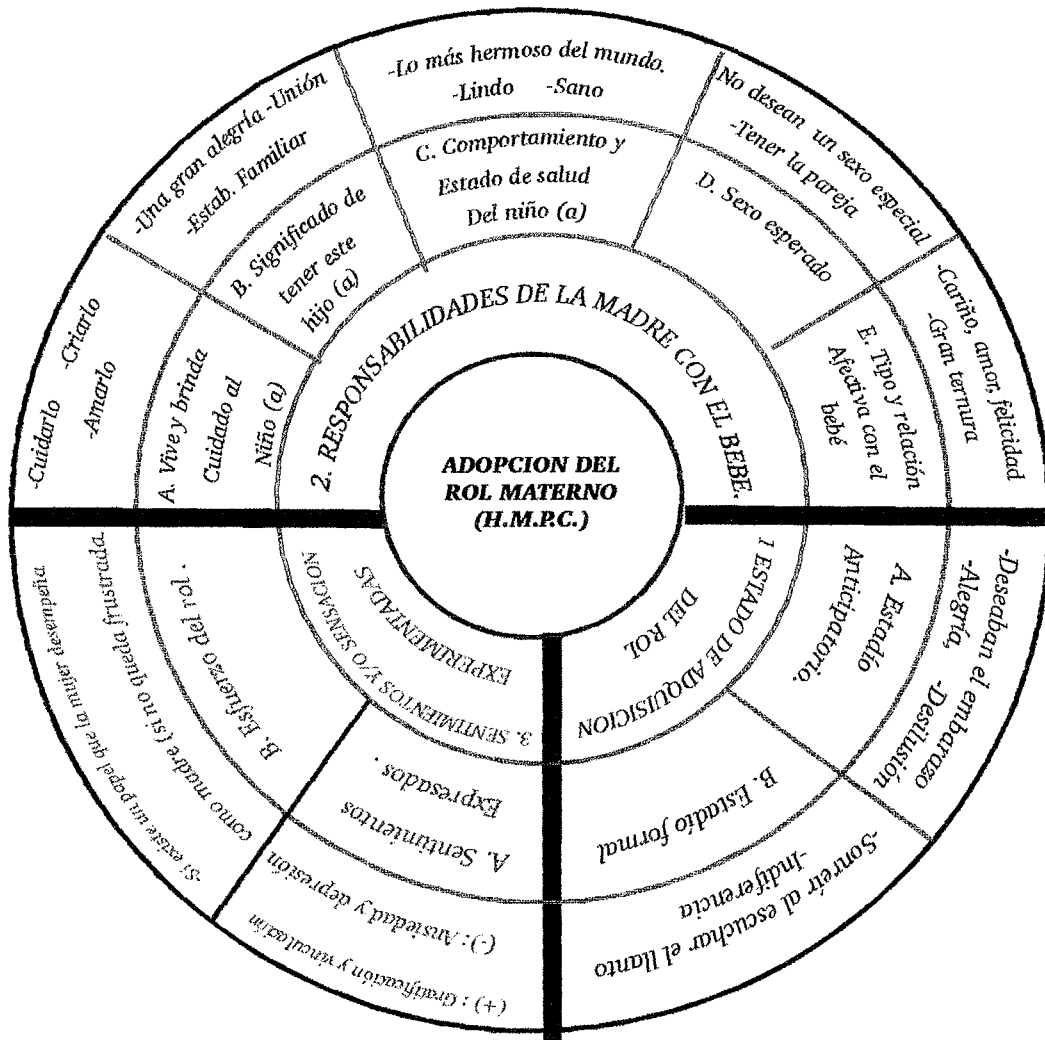 ADOPCION DEL
ROL MATERNO
(H.M.P.C.)
1 ESTADO DE ADQUISICION
DEL ROL
A. Estadío
Anticipatorio.
-Deseaban el embarazo
-Alegría, -Desilusión
B. Estadío formal
-Sonreír al escuchar el llanto
-Indiferencia
2. RESPONSABILIDADES DE LA MADRE CON EL BEBE.
A. Vive y brinda
Cuidado al
Niño (a)
-Cuidarlo -Criarlo
-Amarlo
B. Significado de
tener este
hijo (a)
-Una gran alegría -Unión
-Estab. Familiar
C. Comportamiento y
Estado de salud
Del niño (a)
-Lo más hermoso del mundo.
-Lindo -Sano
D. Sexo esperado
No desean un sexo especial
-Tener la pareja
E. Tipo y relación
Afectiva con el
bebé
-Cariño, amor, felicidad
-Gran ternura
3. SENTIMIENTOS Y/O SENSACION
EXPERIMENTADAS
A. Sentimientos
Expresados .
(-) : Ansiedad y depresión
(+) : Gratificación y vinculación
B. Esfuerzo del rol .
-Si existe un papel que lla mujer desempeña
como madre (si no queda frustrada.